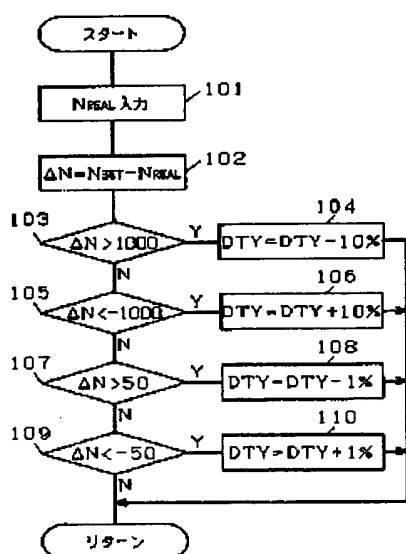 スタート
101
NREAL 入力
102
ΔN=NSET-NREAL
103
ΔN>1000
Y
104
DTY=DTY-10%
N
105
ΔN<-1000
Y
106
DTY=DTY+10%
N
107
ΔN>50
Y
108
DTY=DTY-1%
N
109
ΔN<-50
Y
110
DTY=DTY+1%
N
リターン